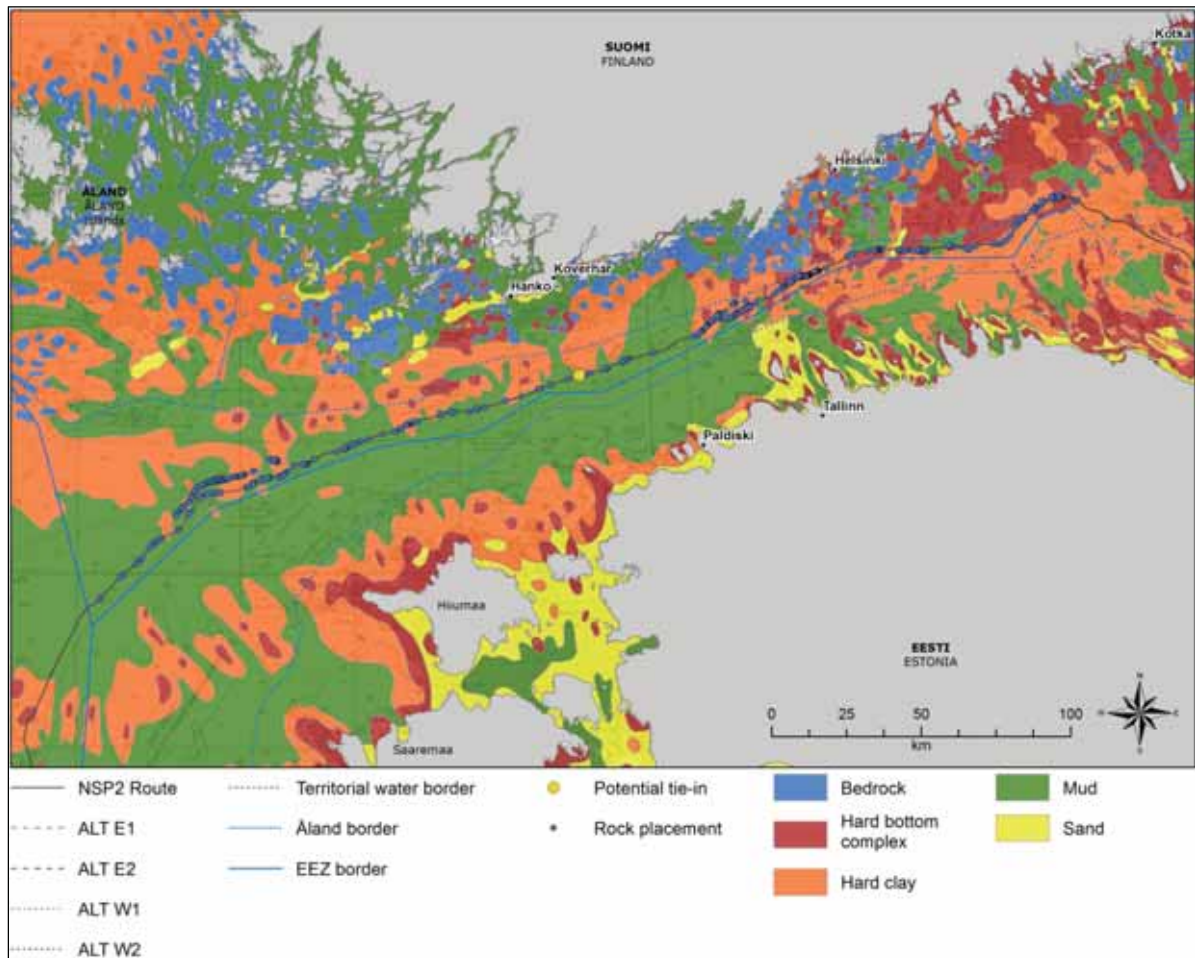 SUOMI
FINLAND
Kotka
Helsinki
ÅLAND
ÅLAND
Islands
Koverhar
Hanko
Tallinn
Paldiski
Hiiumaa
EESTI
ESTONIA
Saaremaa
N
S
0 25 50 100
km
NSP2 Route
ALT E1
ALT E2
ALT W1
ALT W2
Territorial water border
Åland border
EEZ border
Potential tie-in
Rock placement
Bedrock
Hard bottom
complex
Hard clay
Mud
Sand